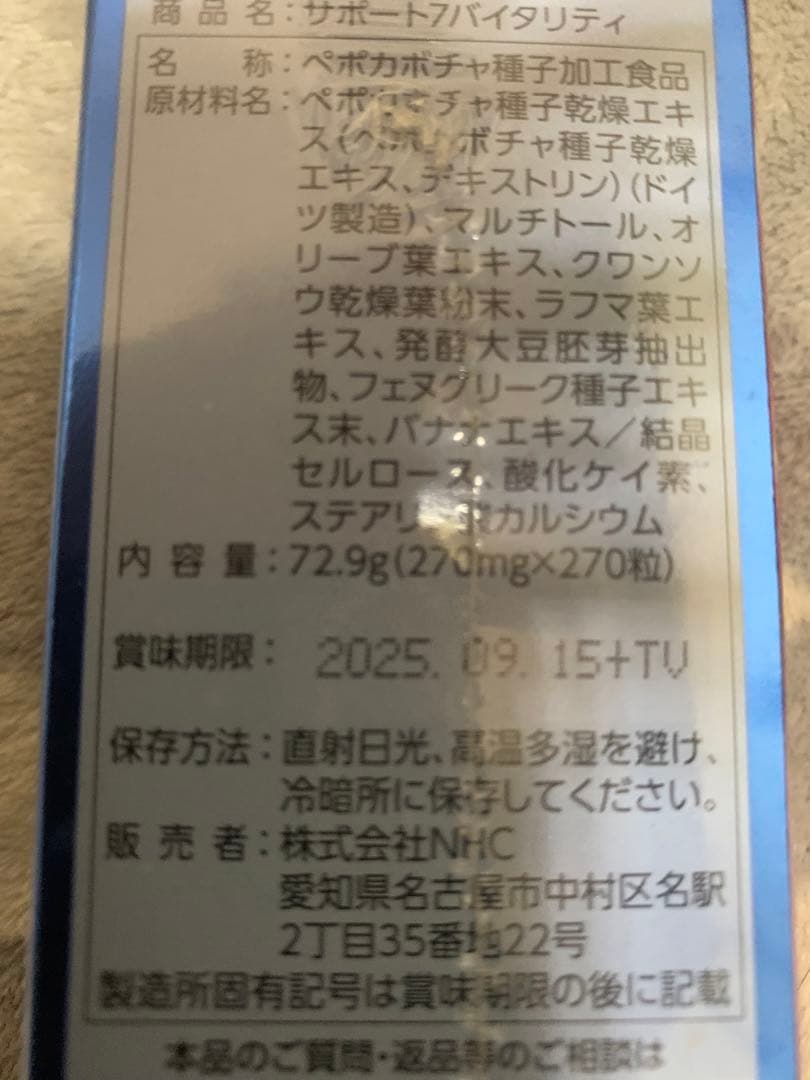 商品名：サポート7バイタリティ
名　　称：ペポカボチャ種子加工食品
原材料名：ペポカボチャ種子乾燥エキ
ス(ペポカボチャ種子乾燥
エキス、デキストリン)(ドイ
ツ製造)、マルチトール、オ
リーブ葉エキス、クワンソ
ウ乾燥葉粉末、ラフマ葉エ
キス、発酵大豆胚芽抽出
物、フェヌグリーク種子エキ
ス末、バナナエキス/結晶
セルロース、酸化ケイ素、
ステアリン酸カルシウム
内容量：72.9g(270mg×270粒)
賞味期限： 2025. 09. 15+TV
保存方法：直射日光、高温多湿を避け、
冷暗所に保存してください。
販売者：株式会社NHC
愛知県名古屋市中村区名駅
2丁目35番地22号
製造所固有記号は賞味期限の後に記載
本品のご質問・返品等のご相談は